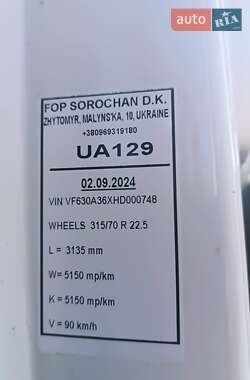 AUTO RIA
FOP SOROCHAN D.K.
ZHYTOMYR, MALYNS'KA, 10, UKRAINE
+380969319180
UA129
02.09.2024
VIN VF630A36XHD000748
WHEELS 315/70 R 22.5
L = 3135 mm
W= 5150 mp/km
K = 5150 mp/km
V = 90 km/h